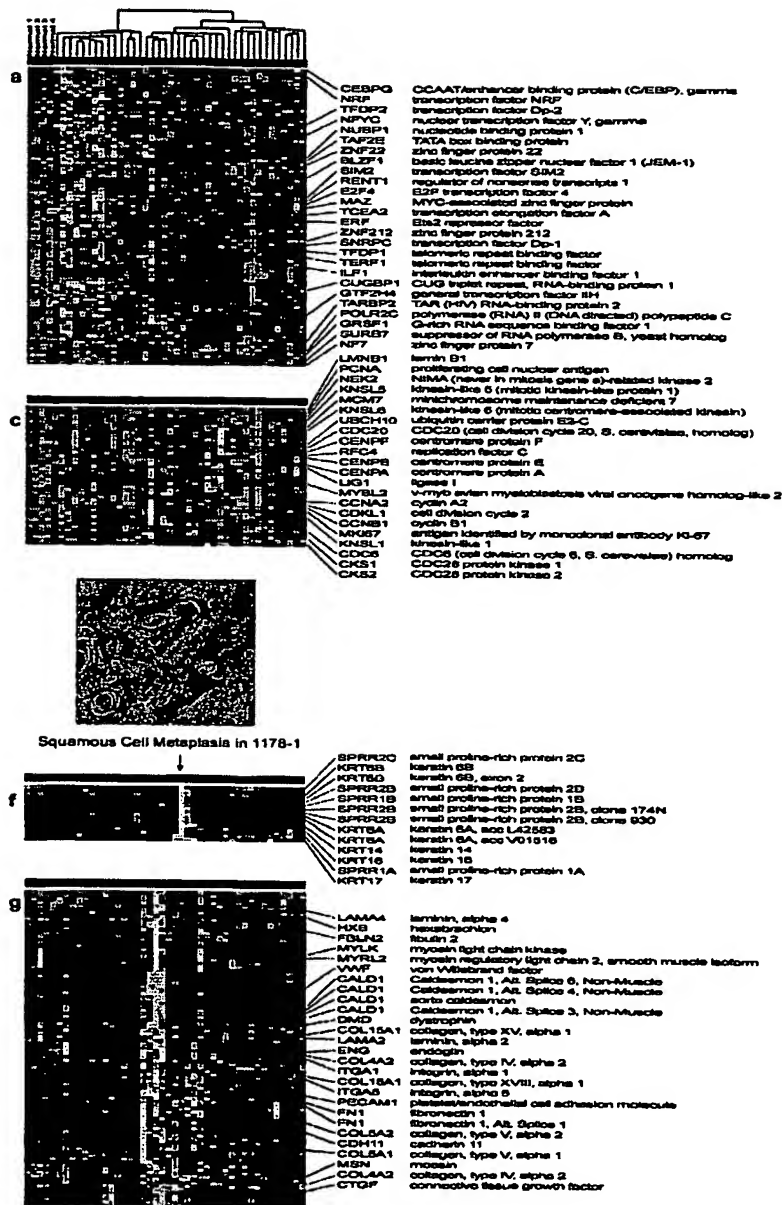 a
CEBPG CCAAT/enhancer binding protein (C/EBP), gamma
NRF transcription factor NRF
TFDP2 transcription factor Dp-2
NFYC nuclear transcription factor Y, gamma
NUBP1 nucleotide binding protein 1
TAF2E TATA box binding protein
ZNF22 zinc finger protein 22
BLZF1 basic leucine zipper nuclear factor 1 (JEM-1)
SIM2 transcription factor SIM2
RENT1 regulator of nonsense transcripts 1
E2F4 E2F transcription factor 4
MAZ MYC-associated zinc finger protein
TCEA2 transcription elongation factor A
ERF Ets2 repressor factor
ZNF212 zinc finger protein 212
SNRPC transcription factor Dp-1
TFDP1 telomeric repeat binding factor
TERF1 telomeric repeat binding factor
ILF1 interleukin enhancer binding factor 1
CUGBP1 CUG triplet repeat, RNA-binding protein 1
GTF2H4 general transcription factor IIH
TARBP2 TAR (HIV) RNA-binding protein 2
POLR2C polymerase (RNA) II (DNA directed) polypeptide C
GRSF1 G-rich RNA sequence binding factor 1
SURB7 suppressor of RNA polymerase B, yeast homolog
NF7 zinc finger protein 7
LMNB1 lamin B1
PCNA proliferating cell nuclear antigen
NEK2 NIMA (never in mitosis gene a)-related kinase 2
KNSL5 kinesin-like 5 (mitotic kinesin-like protein 1)
c
MCM7 minichromosome maintenance deficient 7
KNSL6 kinesin-like 6 (mitotic centromere-associated kinesin)
UBCH10 ubiquitin carrier protein E2-C
CDC20 CDC20 (cell division cycle 20, S. cerevisiae, homolog)
CENPF centromere protein F
RFC4 replication factor C
CENPE centromere protein E
CENPA centromere protein A
LIG1 ligase I
MYBL2 v-myb avian myeloblastosis viral oncogene homolog-like 2
CCNA2 cyclin A2
CDKL1 cell division cycle 2
CCNB1 cyclin B1
MKI67 antigen identified by monoclonal antibody Ki-67
KNSL1 kinesin-like 1
CDC6 CDC6 (cell division cycle 6, S. cerevisiae) homolog
CKS1 CDC28 protein kinase 1
CKS2 CDC28 protein kinase 2
Squamous Cell Metaplasia in 1178-1
SPRR2C small proline-rich protein 2C
KRT6B keratin 6B
KRT6B keratin 6B, exon 2
f
SPRR2B small proline-rich protein 2D
SPRR1B small proline-rich protein 1B
SPRR2B small proline-rich protein 2B, clone 174N
SPRR2B small proline-rich protein 2B, clone 930
KRT6A keratin 6A, acc L42583
KRT6A keratin 6A, acc V01516
KRT14 keratin 14
KRT16 keratin 16
SPRR1A small proline-rich protein 1A
KRT17 keratin 17
g
LAMA4 laminin, alpha 4
HXB hexabrachion
FBLN2 fibulin 2
MYLK myosin light chain kinase
MYRL2 myosin regulatory light chain 2, smooth muscle isoform
VWF von Willebrand factor
CALD1 Caldesmon 1, Alt. Splice 6, Non-Muscle
CALD1 Caldesmon 1, Alt. Splice 4, Non-Muscle
CALD1 aorta caldesmon
CALD1 Caldesmon 1, Alt. Splice 3, Non-Muscle
DMD dystrophin
COL15A1 collagen, type XV, alpha 1
LAMA2 laminin, alpha 2
ENG endoglin
COL4A2 collagen, type IV, alpha 2
ITGA1 integrin, alpha 1
COL18A1 collagen, type XVIII, alpha 1
ITGA5 integrin, alpha 5
PECAM1 platelet/endothelial cell adhesion molecule
FN1 fibronectin 1
FN1 fibronectin 1, Alt. Splice 1
COL5A2 collagen, type V, alpha 2
CDH11 cadherin 11
COL5A1 collagen, type V, alpha 1
MSN moesin
COL4A2 collagen, type IV, alpha 2
CTGF connective tissue growth factor